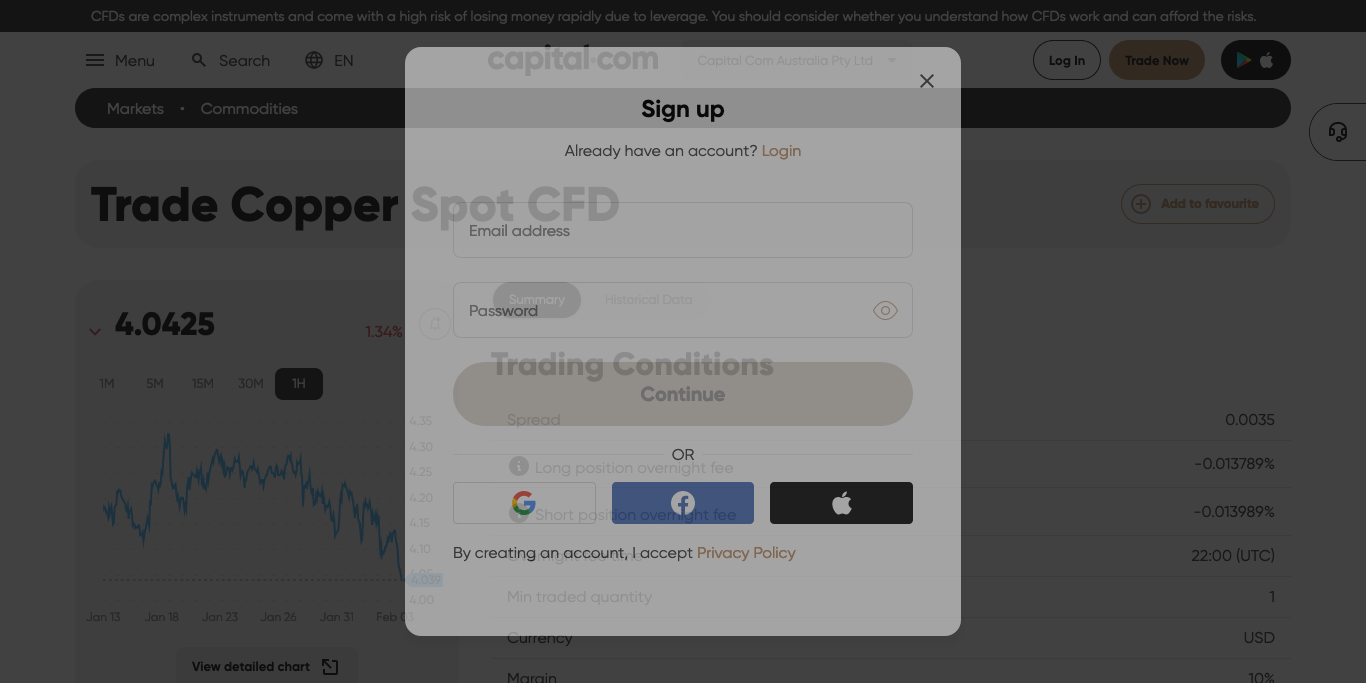 CFDs are complex instruments and come with a high risk of losing money rapidly due to leverage. You should consider whether you understand how CFDs work and can afford the risks.
Menu
Search
EN
capital.com
Capital Com Australia Pty Ltd
Log In
Trade Now
Markets • Commodities
Sign up
Already have an account? Login
Trade Copper Spot CFD
Add to favourite
Email address
Summary
Historical Data
Password
4.0425
1.34%
1M
5M
15M
30M
1H
Trading Conditions
Continue
Spread
0.0035
OR
Long position overnight fee
-0.013789%
Short position overnight fee
-0.013989%
By creating an account, I accept Privacy Policy
Overnight fee time
22:00 (UTC)
Min traded quantity
1
Currency
USD
Margin
10%
4.35
4.30
4.25
4.20
4.15
4.10
4.05
4.039
4.00
Jan 13
Jan 18
Jan 23
Jan 26
Jan 31
Feb 03
View detailed chart